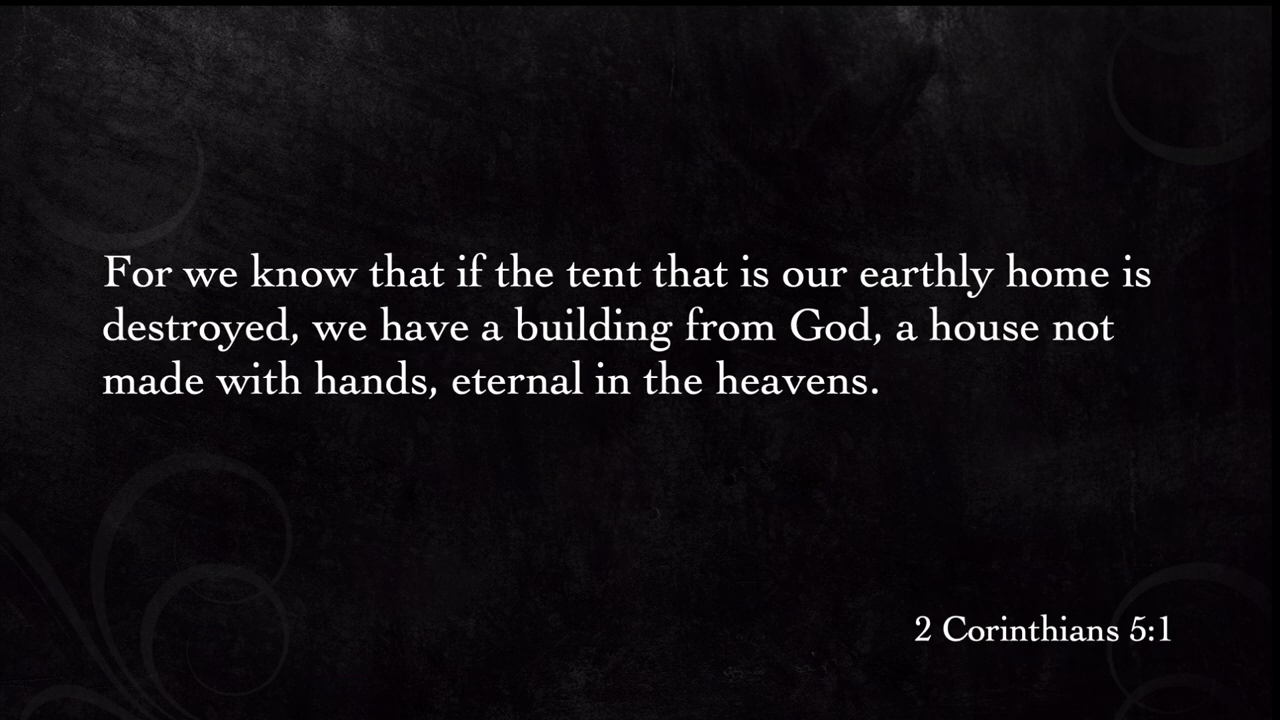 For we know that if the tent that is our earthly home is
destroyed, we have a building from God, a house not
made with hands, eternal in the heavens.
2 Corinthians 5:1